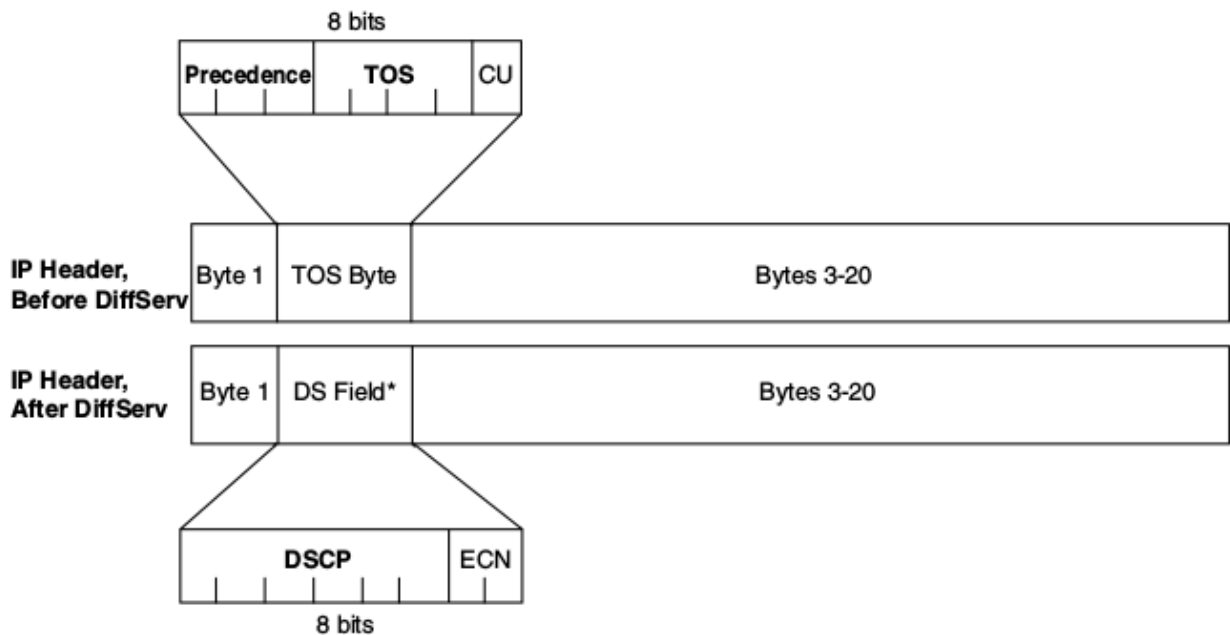 8 bits
Precedence TOS CU
IP Header,
Before DiffServ
Byte 1 TOS Byte Bytes 3-20
IP Header,
After DiffServ
Byte 1 DS Field* Bytes 3-20
DSCP ECN
8 bits